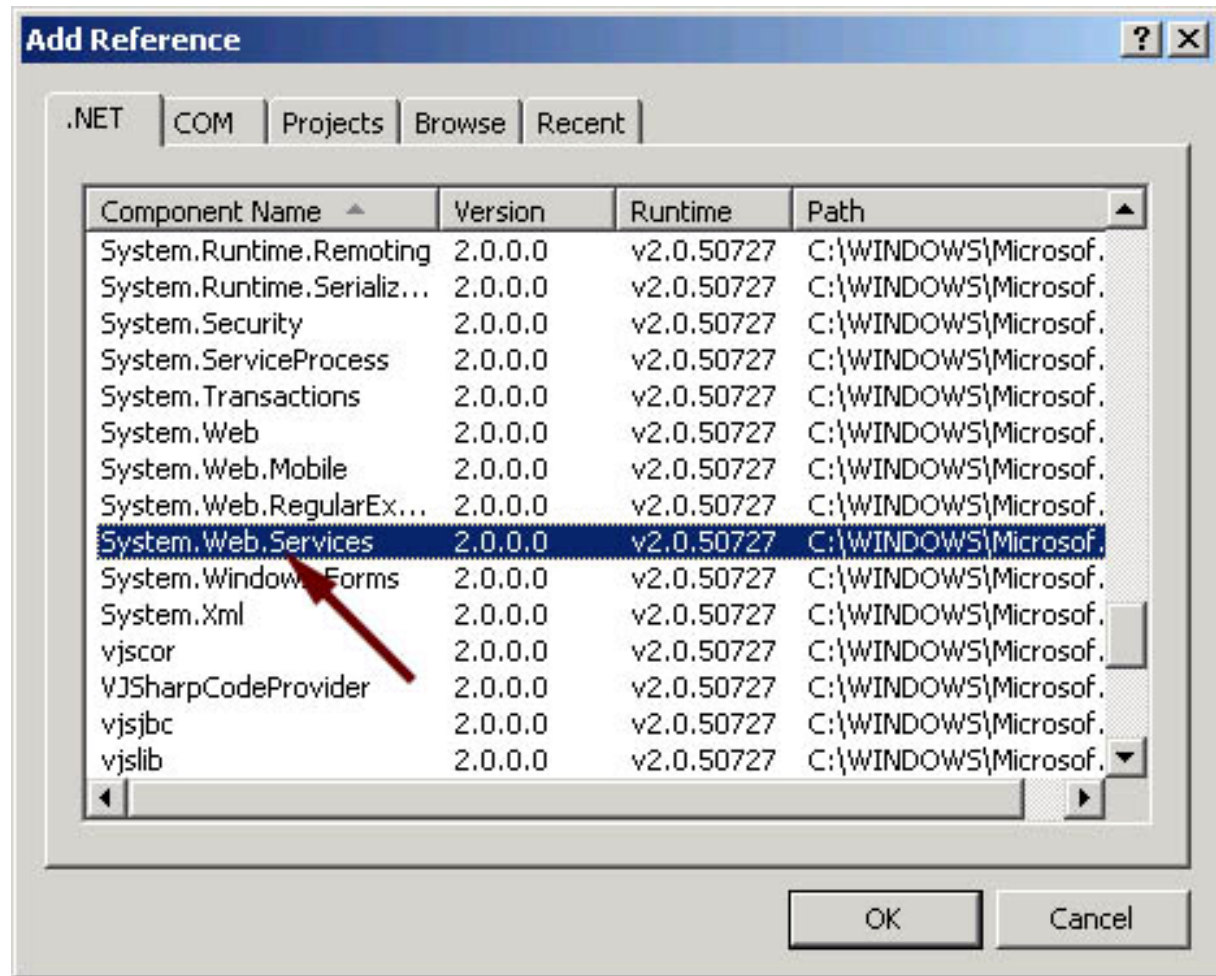 Add Reference
.NET COM Projects Browse Recent
Component Name Version Runtime Path
System.Runtime.Remoting 2.0.0.0 v2.0.50727 C:\WINDOWS\Microsof.
System.Runtime.Serializ... 2.0.0.0 v2.0.50727 C:\WINDOWS\Microsof.
System.Security 2.0.0.0 v2.0.50727 C:\WINDOWS\Microsof.
System.ServiceProcess 2.0.0.0 v2.0.50727 C:\WINDOWS\Microsof.
System.Transactions 2.0.0.0 v2.0.50727 C:\WINDOWS\Microsof.
System.Web 2.0.0.0 v2.0.50727 C:\WINDOWS\Microsof.
System.Web.Mobile 2.0.0.0 v2.0.50727 C:\WINDOWS\Microsof.
System.Web.RegularEx... 2.0.0.0 v2.0.50727 C:\WINDOWS\Microsof.
System.Web.Services 2.0.0.0 v2.0.50727 C:\WINDOWS\Microsof.
System.Windows.Forms 2.0.0.0 v2.0.50727 C:\WINDOWS\Microsof.
System.Xml 2.0.0.0 v2.0.50727 C:\WINDOWS\Microsof.
vjscor 2.0.0.0 v2.0.50727 C:\WINDOWS\Microsof.
VJSharpCodeProvider 2.0.0.0 v2.0.50727 C:\WINDOWS\Microsof.
vjsjbc 2.0.0.0 v2.0.50727 C:\WINDOWS\Microsof.
vjslib 2.0.0.0 v2.0.50727 C:\WINDOWS\Microsof.
OK Cancel